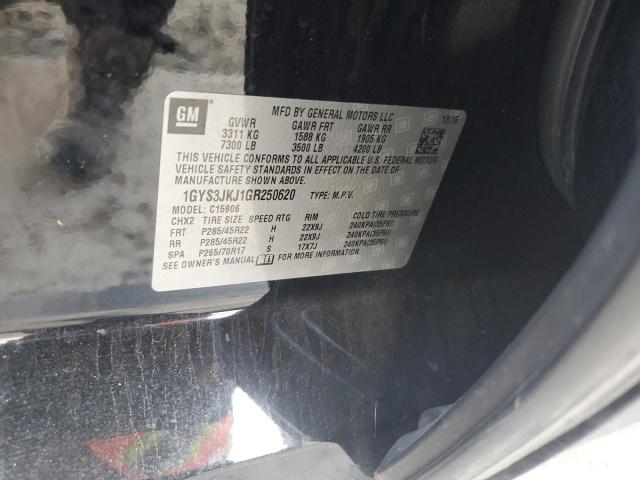 GM
MFD BY GENERAL MOTORS LLC 12/15
GVWR GAWR FRT GAWR RR
3311 KG 1588 KG 1905 KG
7300 LB 3500 LB 4200 LB
THIS VEHICLE CONFORMS TO ALL APPLICABLE U.S. FEDERAL MOTOR
VEHICLE SAFETY STANDARDS IN EFFECT ON THE DATE OF
MANUFACTURE SHOWN ABOVE.
1GYS3JKJ1GR250620 TYPE: M.P.V.
MODEL: C15906
CHX2 TIRE SIZE SPEED RTG RIM COLD TIRE PRESSURE
FRT P285/45R22 H 22X9J 240KPA(35PSI)
RR P285/45R22 H 22X9J 240KPA(35PSI)
SPA P265/70R17 S 17X7J 240KPA(35PSI)
SEE OWNER'S MANUAL FOR MORE INFORMATION.